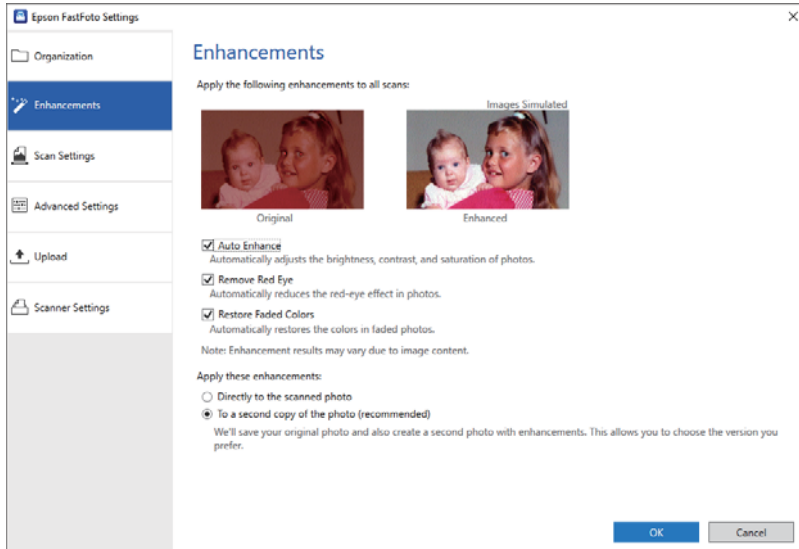 Epson FastFoto Settings
Organization
Enhancements
Scan Settings
Advanced Settings
Upload
Scanner Settings
Enhancements
Apply the following enhancements to all scans:
Images Simulated
Original
Enhanced
Auto Enhance
Automatically adjusts the brightness, contrast, and saturation of photos.
Remove Red Eye
Automatically reduces the red-eye effect in photos.
Restore Faded Colors
Automatically restores the colors in faded photos.
Note: Enhancement results may vary due to image content.
Apply these enhancements:
Directly to the scanned photo
To a second copy of the photo (recommended)
We'll save your original photo and also create a second photo with enhancements. This allows you to choose the version you
prefer.
OK
Cancel